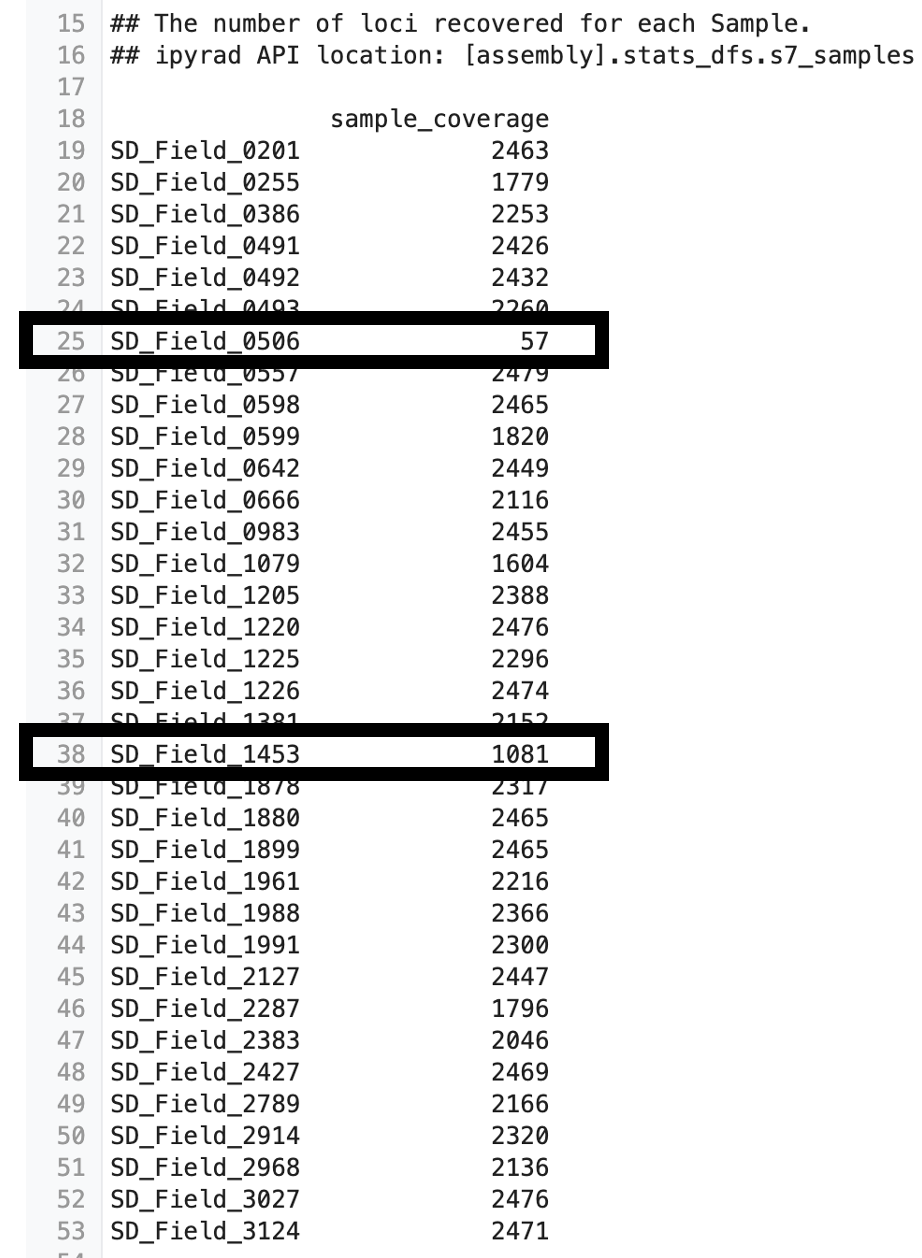 15 ## The number of loci recovered for each Sample.
16 ## ipyrad API location: [assembly].stats_dfs.s7_samples
17
18 sample_coverage
19 SD_Field_0201 2463
20 SD_Field_0255 1779
21 SD_Field_0386 2253
22 SD_Field_0491 2426
23 SD_Field_0492 2432
24 SD_Field_0493 2260
25 SD_Field_0506 57
26 SD_Field_0557 2479
27 SD_Field_0598 2465
28 SD_Field_0599 1820
29 SD_Field_0642 2449
30 SD_Field_0666 2116
31 SD_Field_0983 2455
32 SD_Field_1079 1604
33 SD_Field_1205 2388
34 SD_Field_1220 2476
35 SD_Field_1225 2296
36 SD_Field_1226 2474
37 SD_Field_1381 2152
38 SD_Field_1453 1081
39 SD_Field_1878 2317
40 SD_Field_1880 2465
41 SD_Field_1899 2465
42 SD_Field_1961 2216
43 SD_Field_1988 2366
44 SD_Field_1991 2300
45 SD_Field_2127 2447
46 SD_Field_2287 1796
47 SD_Field_2383 2046
48 SD_Field_2427 2469
49 SD_Field_2789 2166
50 SD_Field_2914 2320
51 SD_Field_2968 2136
52 SD_Field_3027 2476
53 SD_Field_3124 2471